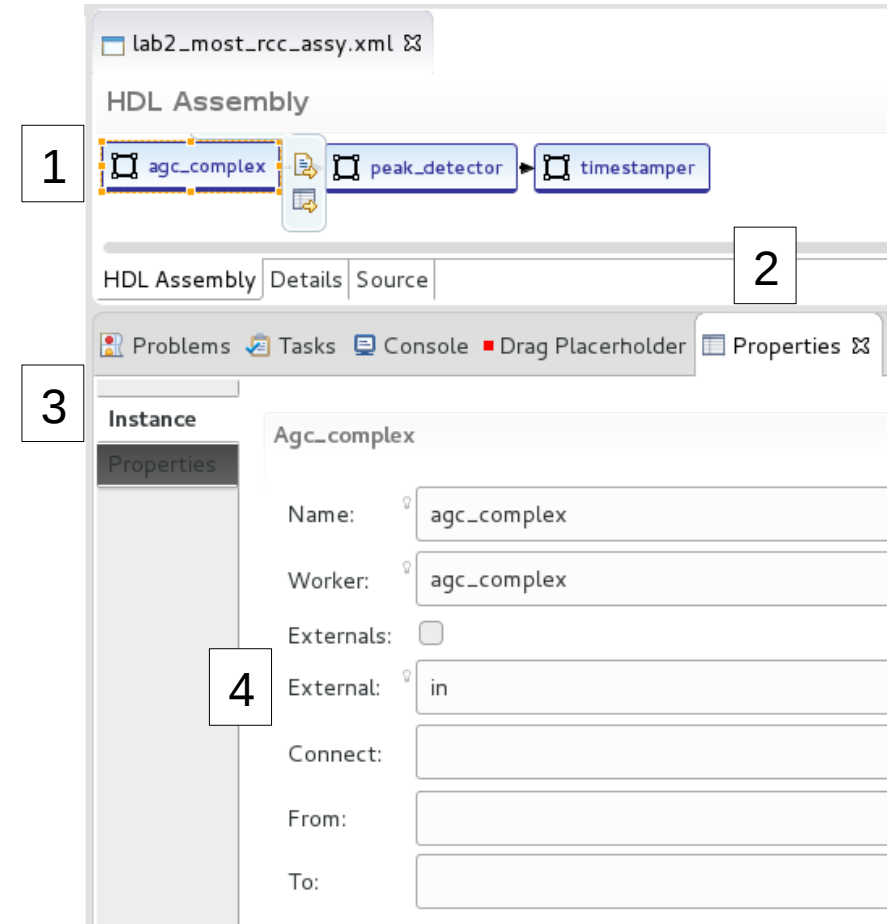 lab2_most_rcc_assy.xml
HDL Assembly
1
agc_complex peak_detector timestamper
2
HDL Assembly Details Source
Problems Tasks Console Drag Placerholder Properties
3
Instance
Agc_complex
Properties
Name: agc_complex
Worker: agc_complex
Externals:
4
External: in
Connect:
From:
To: